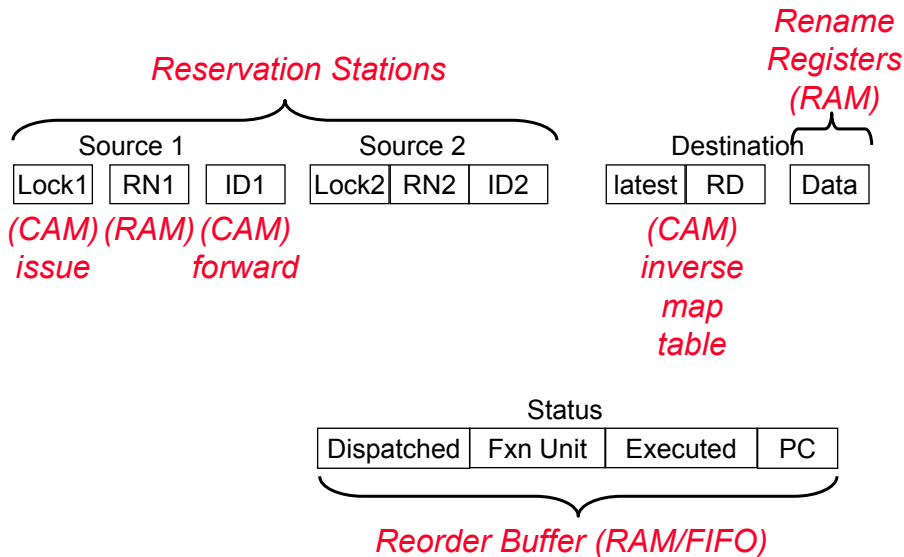 Rename
Registers
(RAM)
Reservation Stations
Source 1 Source 2 Destination
Lock1 RN1 ID1 Lock2 RN2 ID2 latest RD Data
(CAM) (RAM) (CAM) (CAM)
issue forward inverse
map
table
Status
Dispatched Fxn Unit Executed PC
Reorder Buffer (RAM/FIFO)